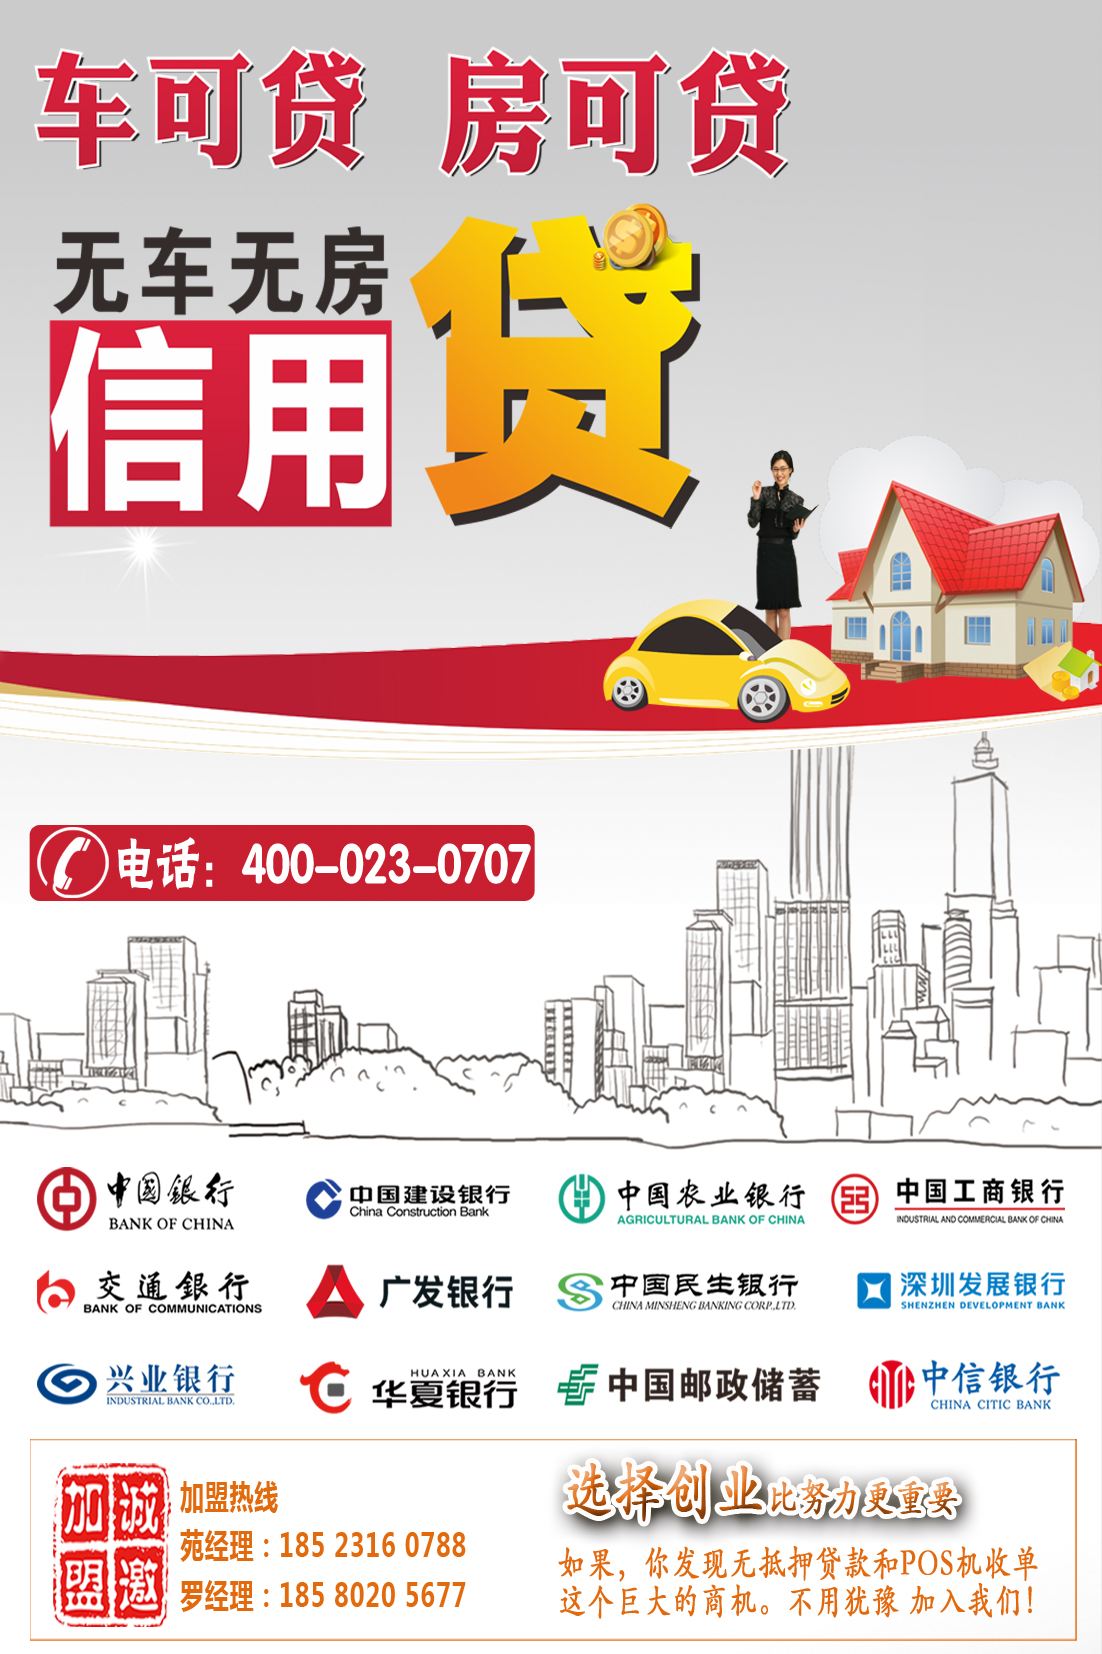 车可贷 房可贷
无车无房
信用贷
电话：400-023-0707
中国銀行
BANK OF CHINA
中国建设银行
China Construction Bank
中国农业银行
AGRICULTURAL BANK OF CHINA
中国工商银行
INDUSTRIAL AND COMMERCIAL BANK OF CHINA
交通銀行
BANK OF COMMUNICATIONS
广发银行
中国民生银行
CHINA MINSHENG BANKING CORP.,LTD.
深圳发展银行
SHENZHEN DEVELOPMENT BANK
兴业银行
INDUSTRIAL BANK CO.,LTD.
HUAXIA BANK
华夏银行
中国邮政储蓄
中信银行
CHINA CITIC BANK
诚邀
加盟
加盟热线
苑经理：185 2316 0788
罗经理：185 8020 5677
选择创业比努力更重要
如果，你发现无抵押贷款和POS机收单
这个巨大的商机。不用犹豫 加入我们！